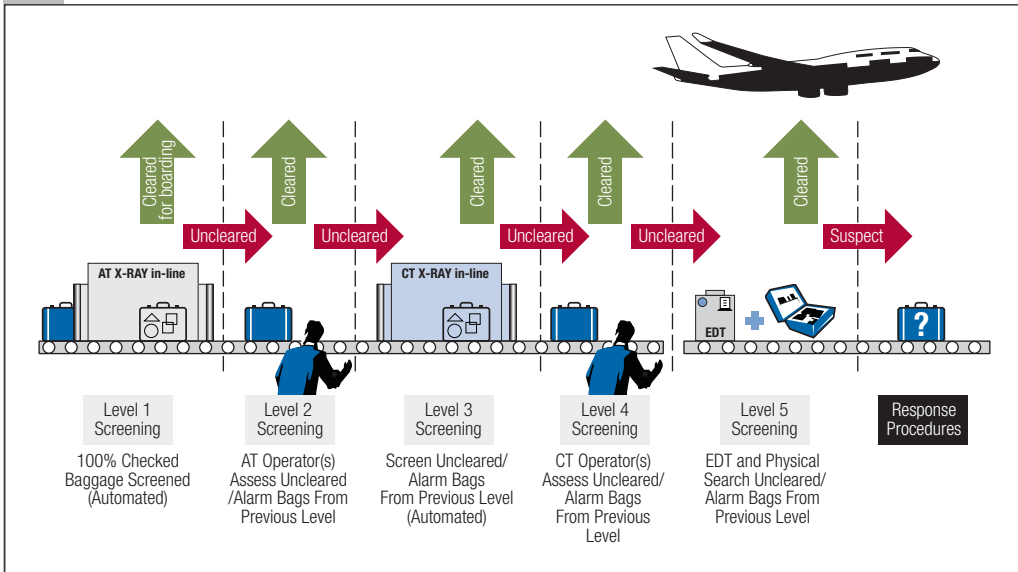 Cleared
for boarding
Cleared
Cleared
Cleared
Cleared
Uncleared
Uncleared
Uncleared
Uncleared
Suspect
AT X-RAY in-line
CT X-RAY in-line
EDT
?
Level 1
Screening
100% Checked
Baggage Screened
(Automated)
Level 2
Screening
AT Operator(s)
Assess Uncleared
/Alarm Bags From
Previous Level
Level 3
Screening
Screen Uncleared/
Alarm Bags
From Previous Level
(Automated)
Level 4
Screening
CT Operator(s)
Assess Uncleared/
Alarm Bags
From Previous
Level
Level 5
Screening
EDT and Physical
Search Uncleared/
Alarm Bags From
Previous Level
Response
Procedures